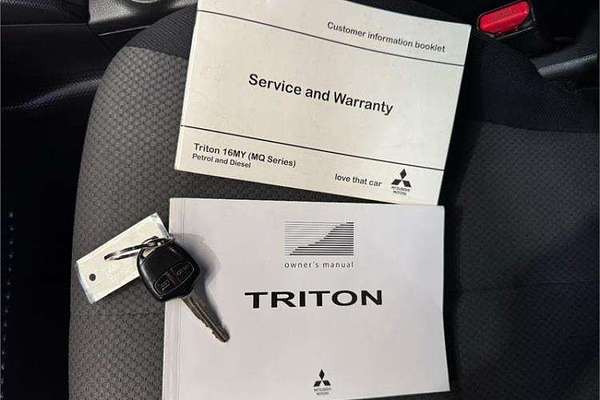 Customer information booklet
Service and Warranty
Triton 16MY (MQ Series)
Petrol and Diesel
love that car
MITSUBISHI
MOTORS
owner's manual
TRITON
MITSUBISHI
MOTORS